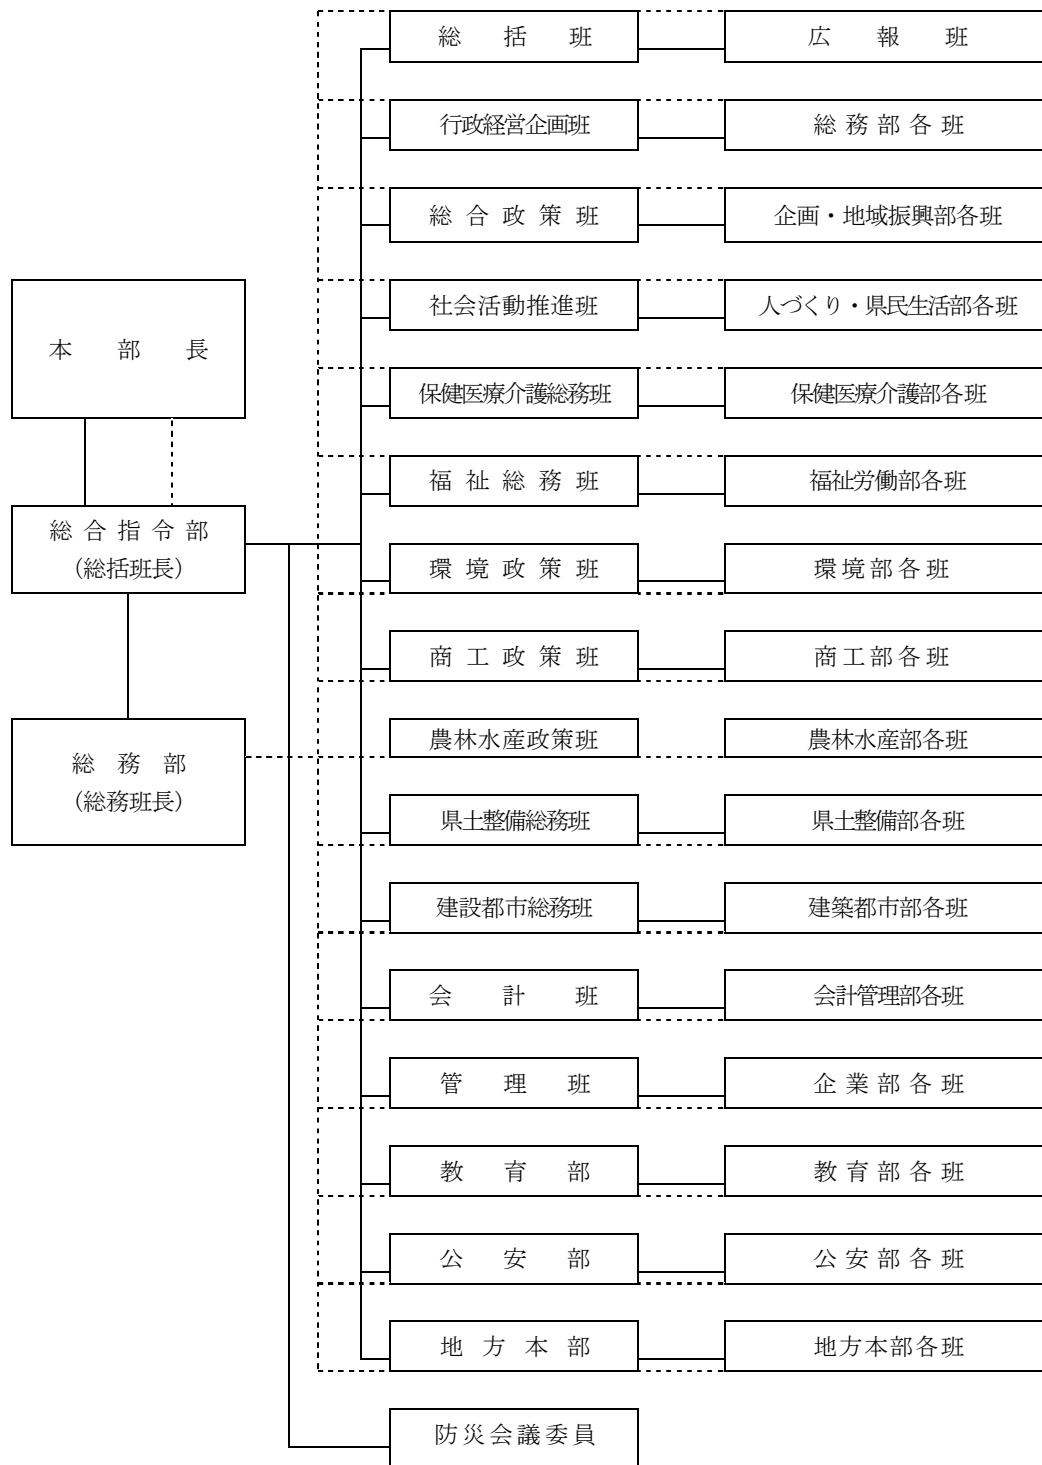 総括班
広報班
行政経営企画班
総務部各班
総合政策班
企画・地域振興部各班
社会活動推進班
人づくり・県民生活部各班
本部長
保健医療介護総務班
保健医療介護部各班
福祉総務班
福祉労働部各班
総合指令部
（総括班長）
環境政策班
環境部各班
商工政策班
商工部各班
農林水産政策班
農林水産部各班
総務部
（総務班長）
県土整備総務班
県土整備部各班
建設都市総務班
建築都市部各班
会計班
会計管理部各班
管理班
企業部各班
教育部
教育部各班
公安部
公安部各班
地方本部
地方本部各班
防災会議委員